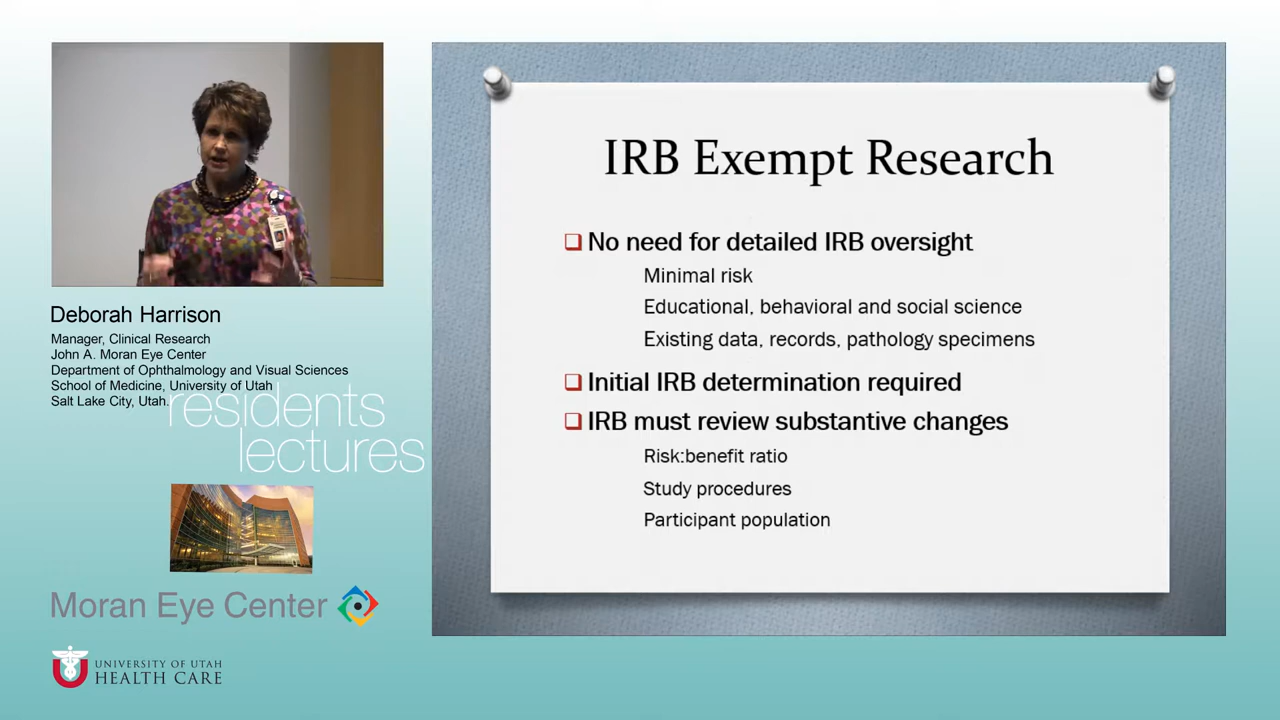 Deborah Harrison
Manager, Clinical Research
John A. Moran Eye Center
Department of Ophthalmology and Visual Sciences
School of Medicine, University of Utah
Salt Lake City, Utah.
residents
lectures
Moran Eye Center
UNIVERSITY OF UTAH
HEALTH CARE
IRB Exempt Research
No need for detailed IRB oversight
Minimal risk
Educational, behavioral and social science
Existing data, records, pathology specimens
Initial IRB determination required
IRB must review substantive changes
Risk:benefit ratio
Study procedures
Participant population